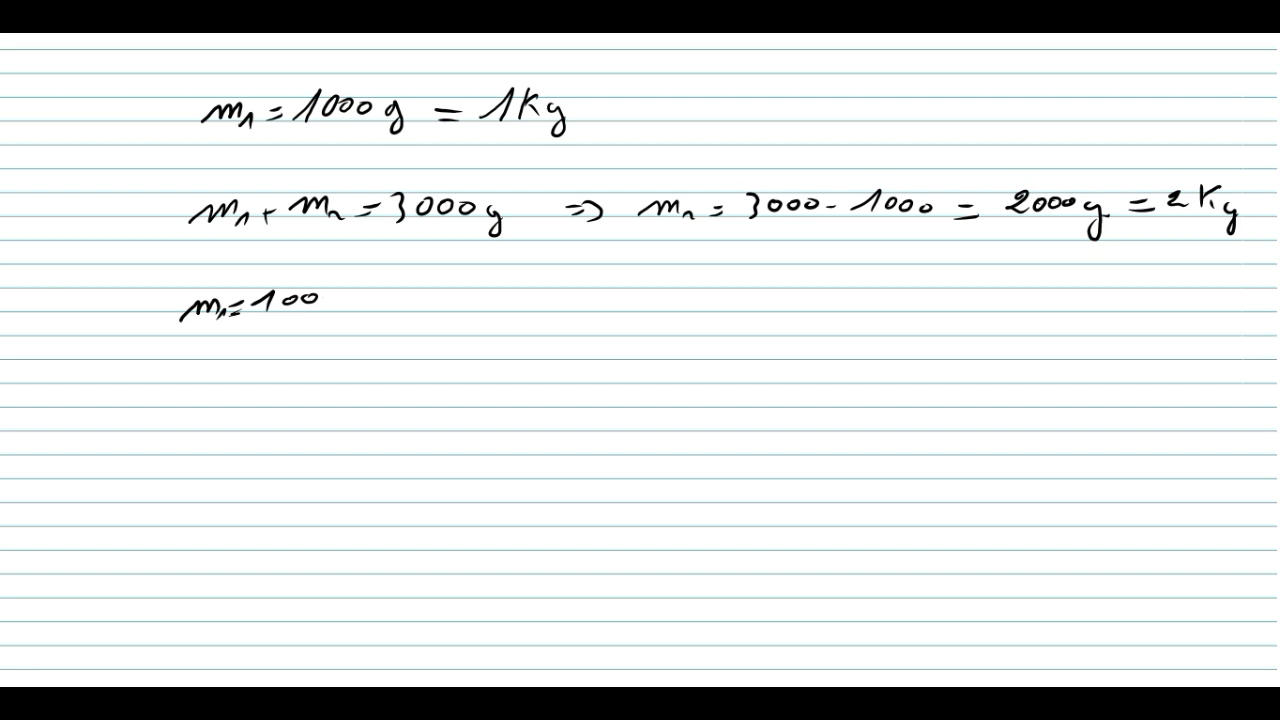 m₁ = 1000 g = 1 Kg
m₁ + m₂ = 3000 g => m₂ = 3000 - 1000 = 2000 g = 2 Kg
m₁ = 100